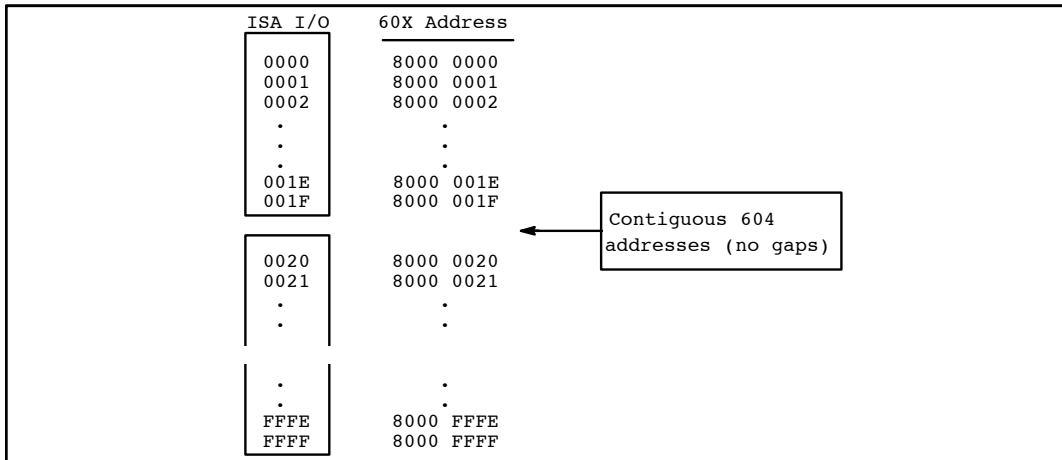 ISA I/O 60X Address
0000 8000 0000
0001 8000 0001
0002 8000 0002
. .
. .
. .
001E 8000 001E
001F 8000 001F
Contiguous 604
addresses (no gaps)
0020 8000 0020
0021 8000 0021
. .
. .
. .
. .
FFFE 8000 FFFE
FFFF 8000 FFFF